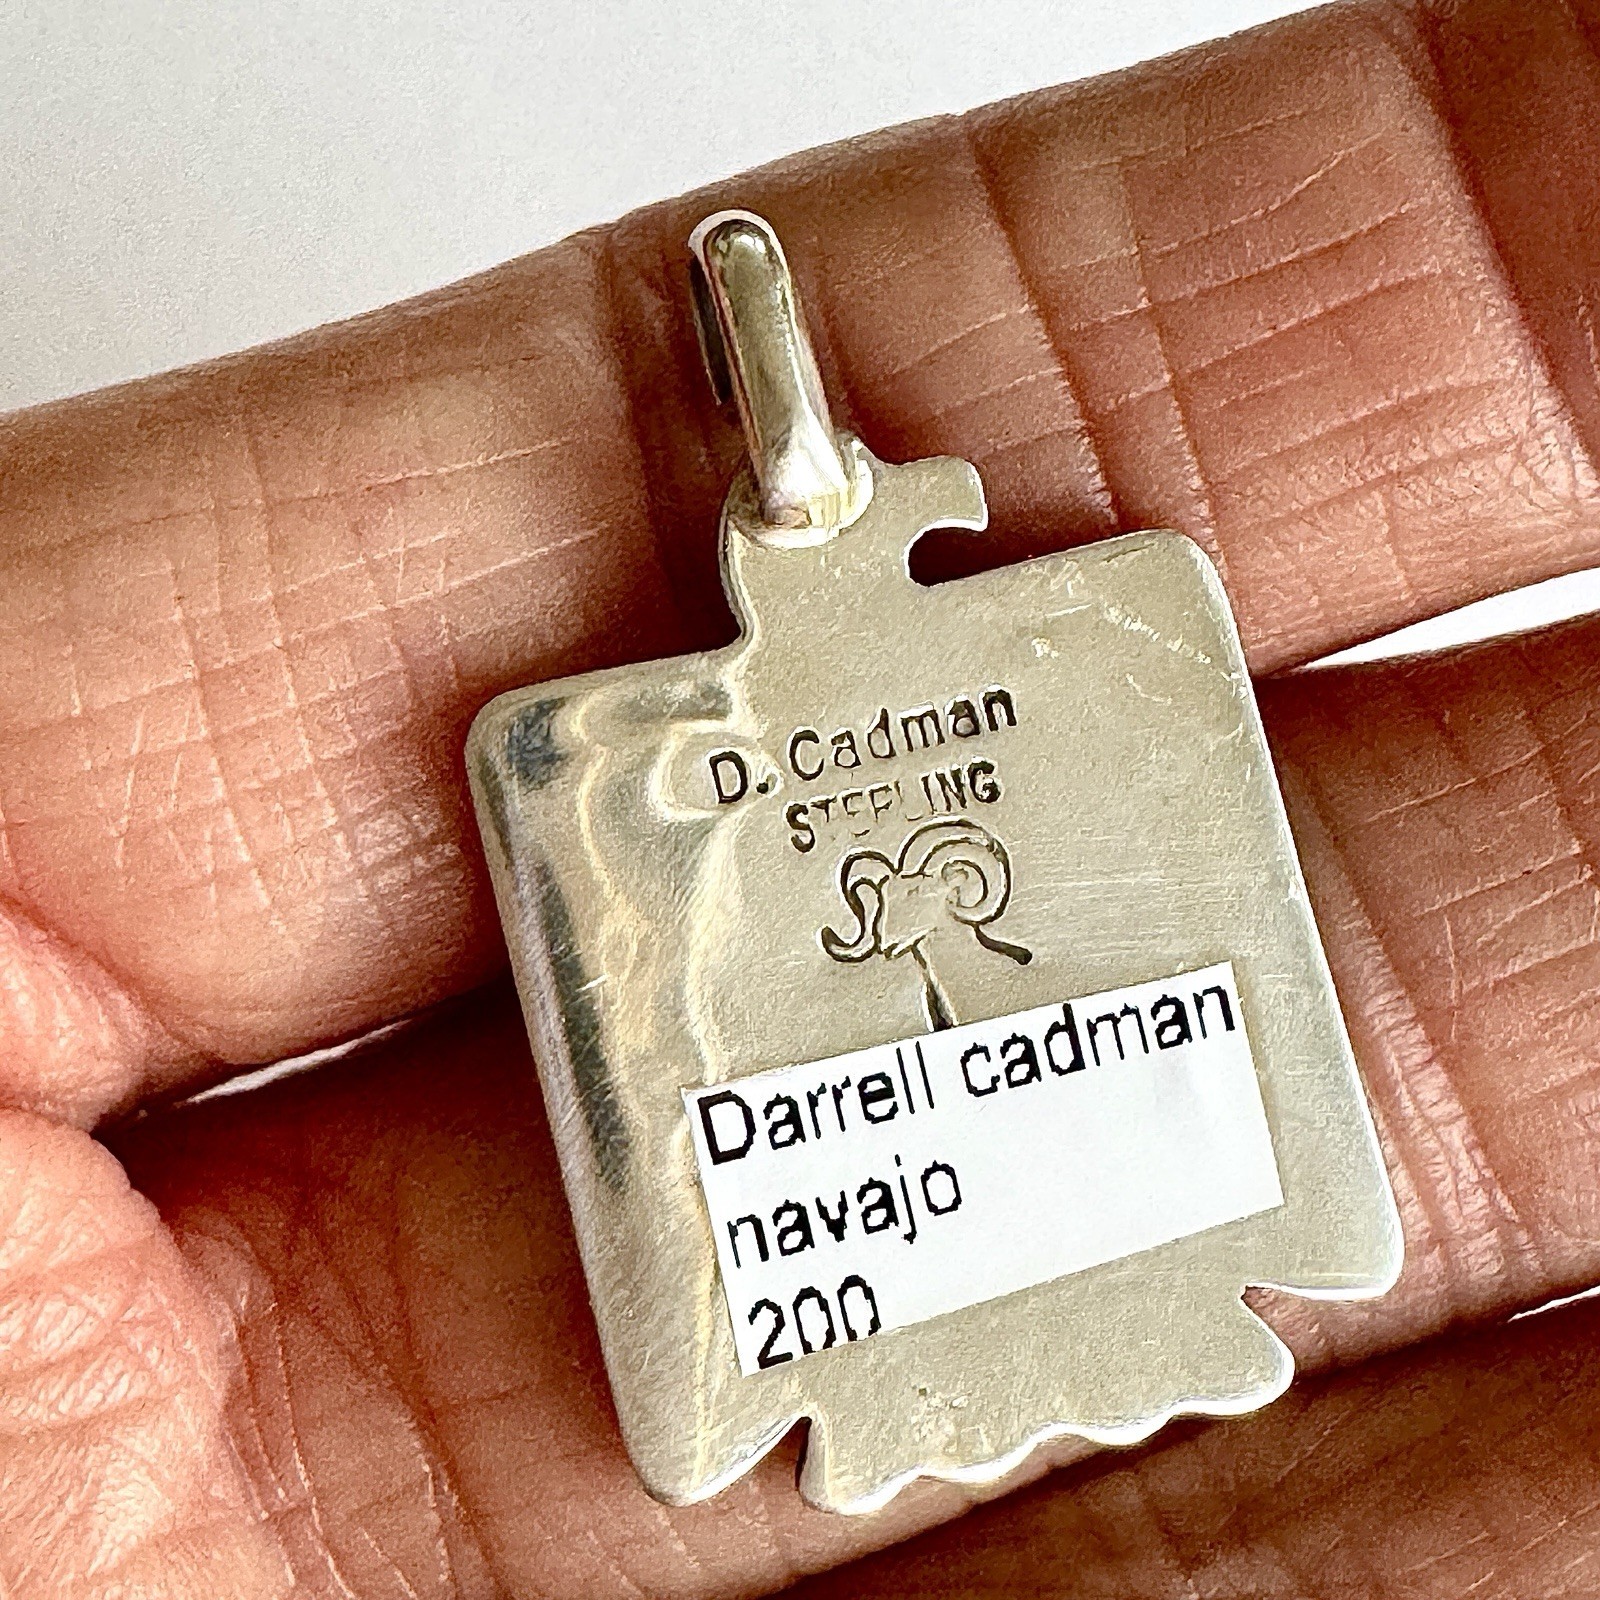 D. Cadman
STERLING
Darrell cadman
navajo
200